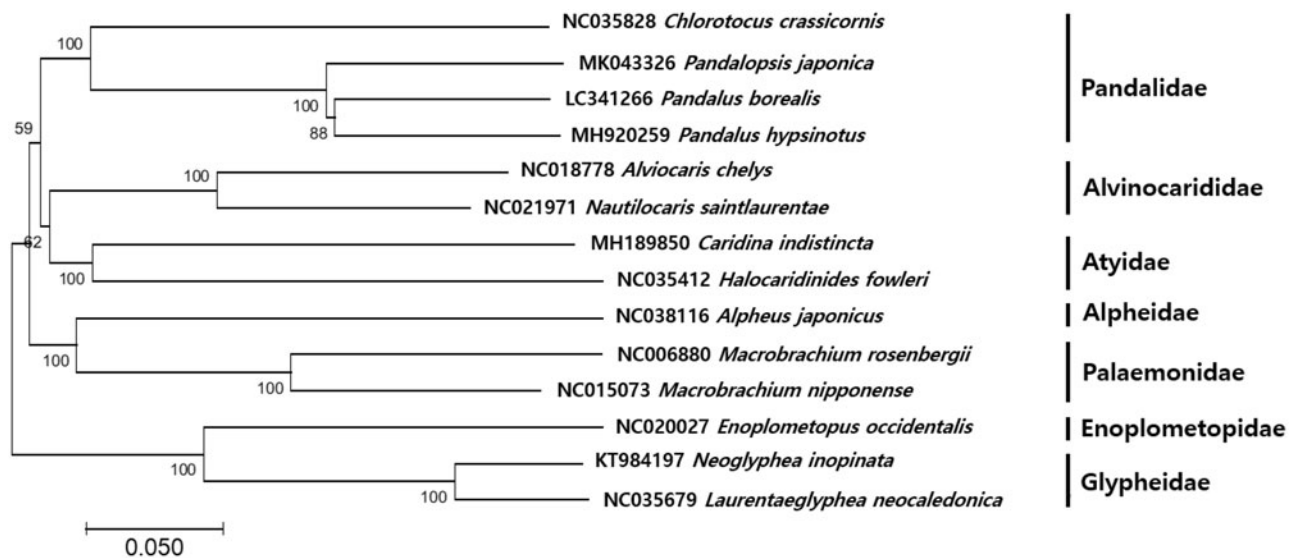 NC035828 Chlorotocus crassicornis
100
MK043326 Pandalopsis japonica
Pandalidae
LC341266 Pandalus borealis
100
59
88
MH920259 Pandalus hypsinotus
NC018778 Alviocaris chelys
100
Alvinocarididae
NC021971 Nautilocaris saintlaurentae
62
MH189850 Caridina indistincta
Atyidae
100
NC035412 Halocaridinides fowleri
NC038116 Alpheus japonicus
Alpheidae
100
NC006880 Macrobrachium rosenbergii
Palaemonidae
100
NC015073 Macrobrachium nipponense
NC020027 Enoplometopus occidentalis
Enoplometopidae
100
KT984197 Neoglyphea inopinata
Glypheidae
100
NC035679 Laurentaeglyphea neocaledonica
0.050